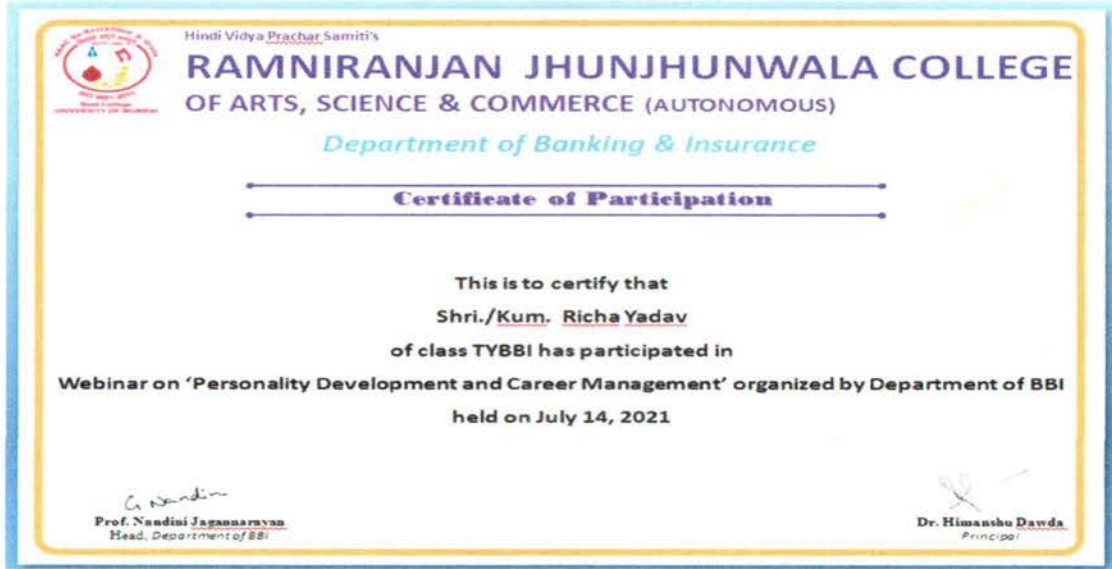 Hindi Vidya Prachar Samiti's
RAMNIRANJAN JHUNJHUNWALA COLLEGE
OF ARTS, SCIENCE & COMMERCE (AUTONOMOUS)
Department of Banking & Insurance
Certificate of Participation
This is to certify that
Shri./Kum. Richa Yadav
of class TYBBI has participated in
Webinar on ‘Personality Development and Career Management’ organized by Department of BBI
held on July 14, 2021
G Nandin
Prof. Nandini Jagannarayan
Head, Department of BBI
Dr. Himanshu Dawda
Principal